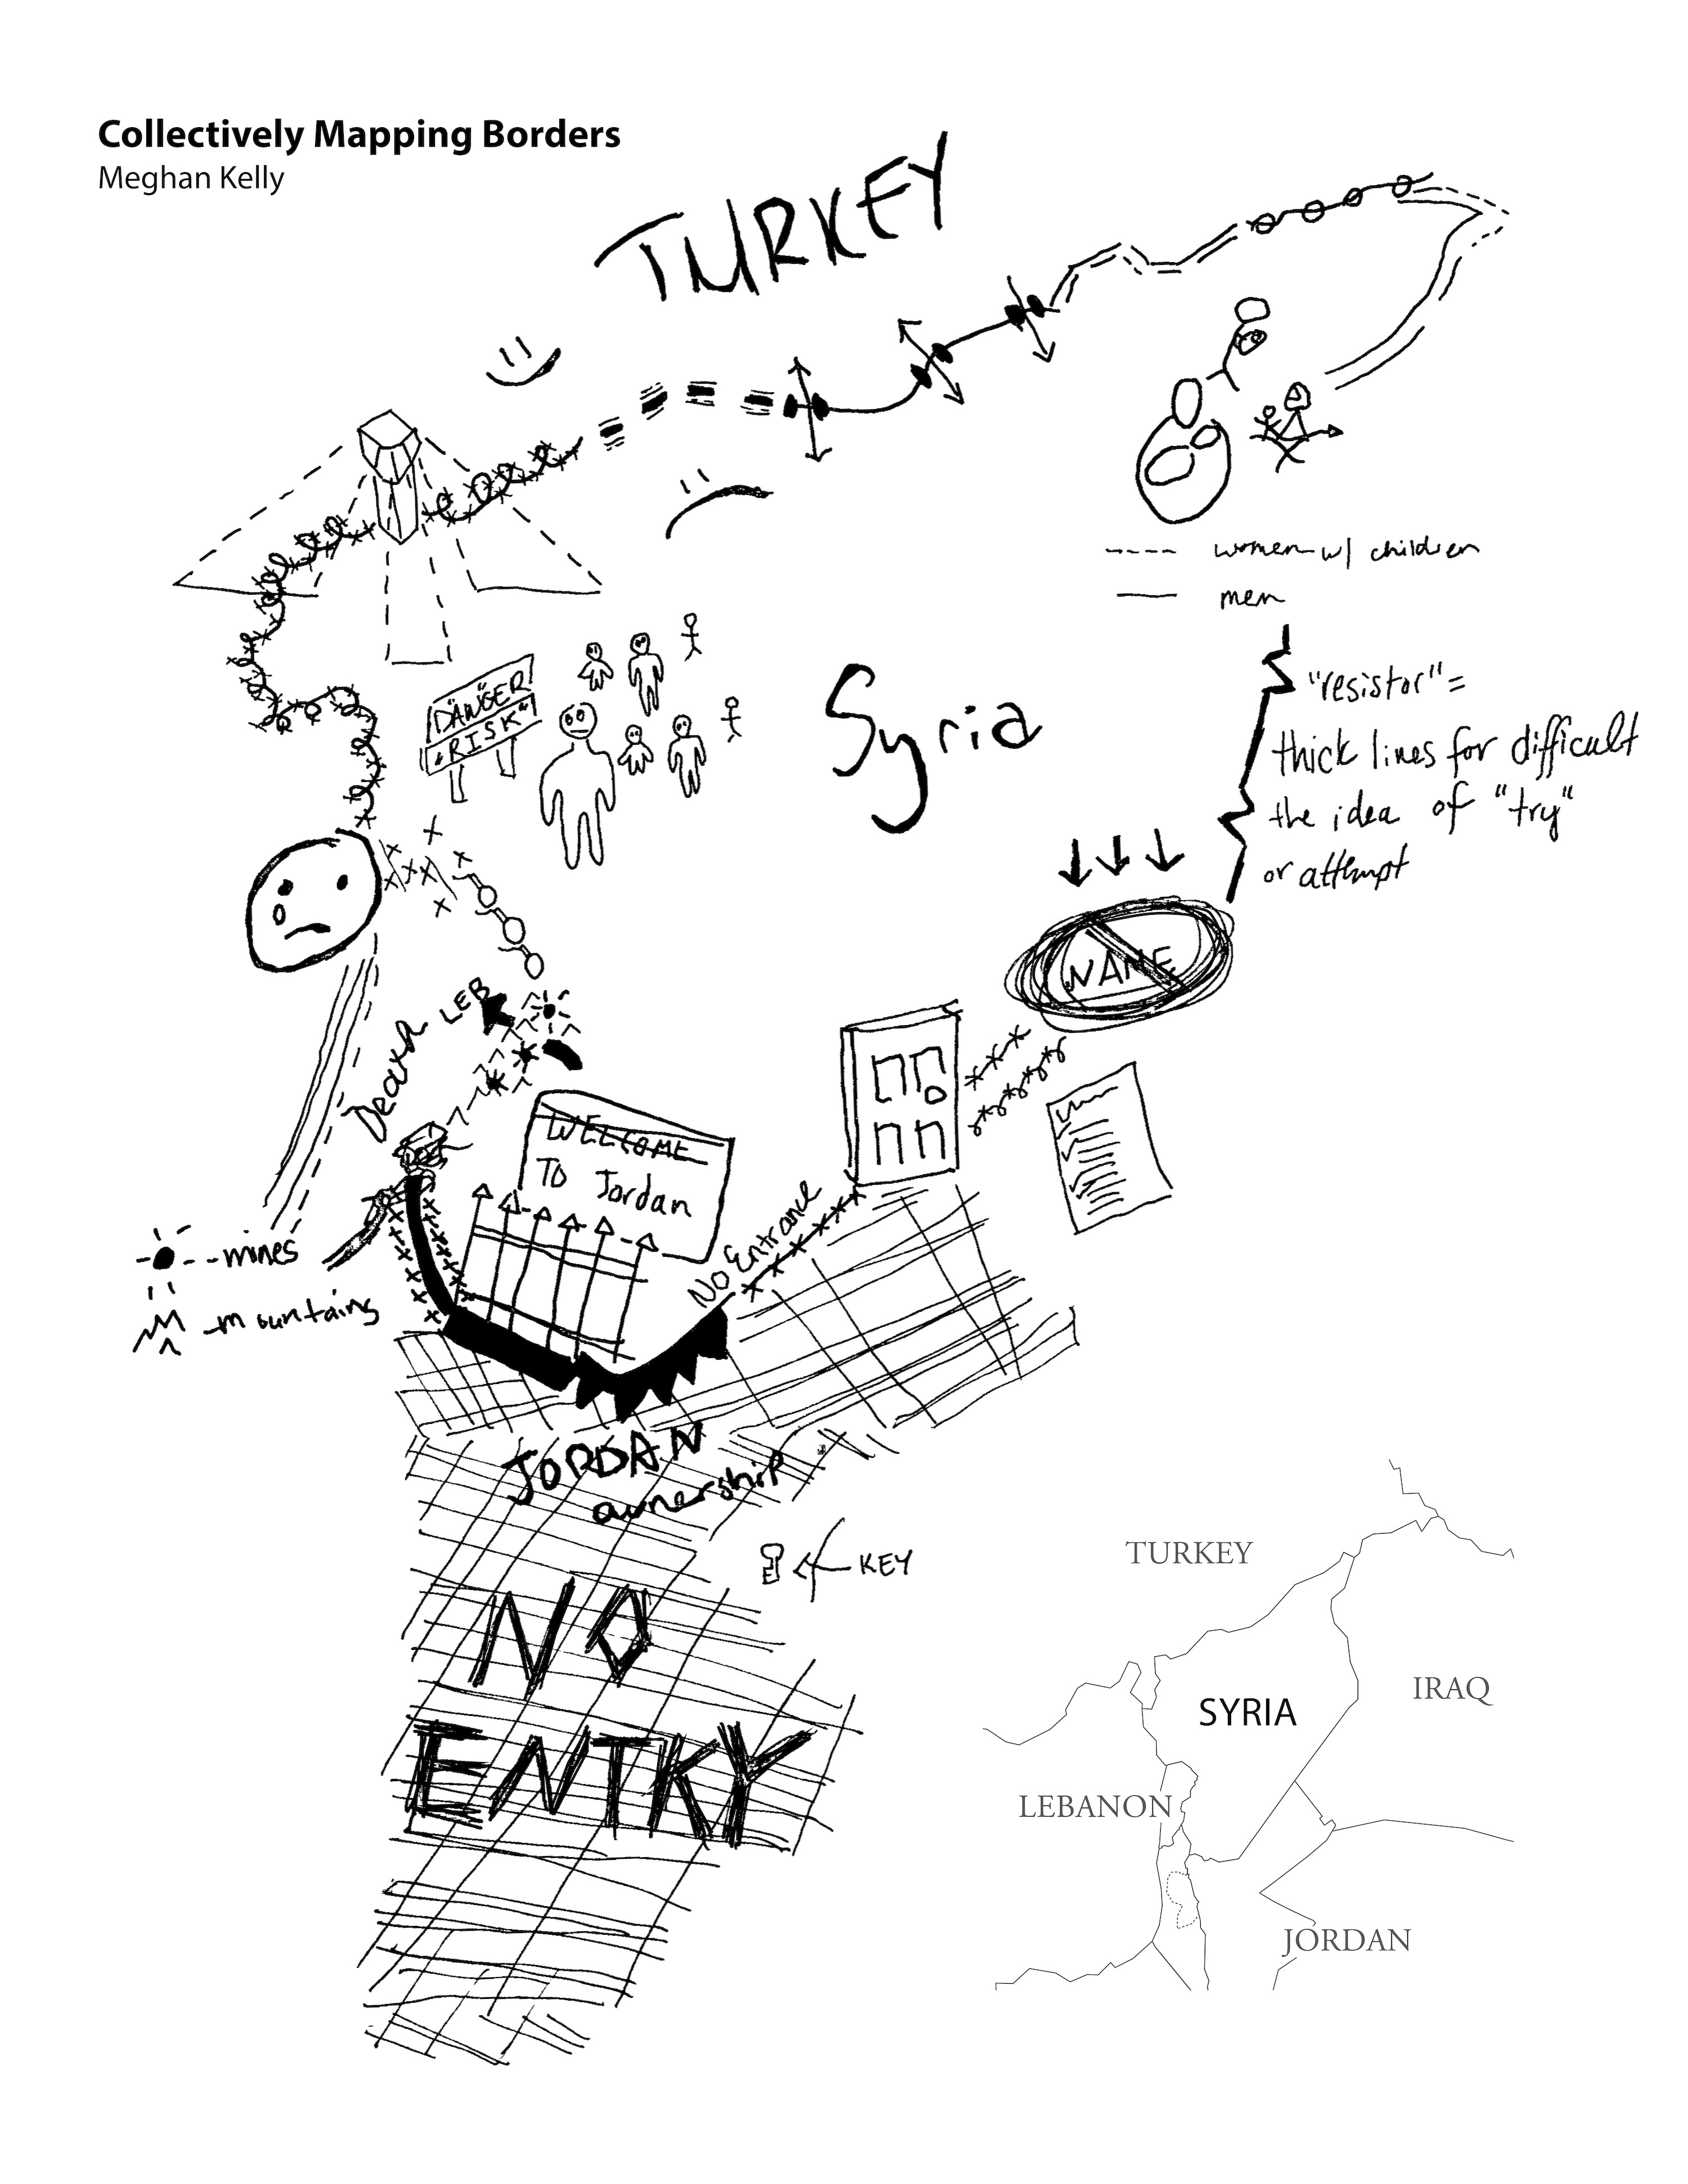 Collectively Mapping Borders
Meghan Kelly
TURKEY
---- women w/ children
— men
"DANGER
"RISK"
Syria
"resistor" =
thick lines for difficult
the idea of "try"
or attempt
NAME
LEB
Death
WELCOME
TO Jordan
No Entrance
- mines
- mountains
JORDAN
ownership
KEY
NO
ENTRY
TURKEY
SYRIA
IRAQ
LEBANON
JORDAN